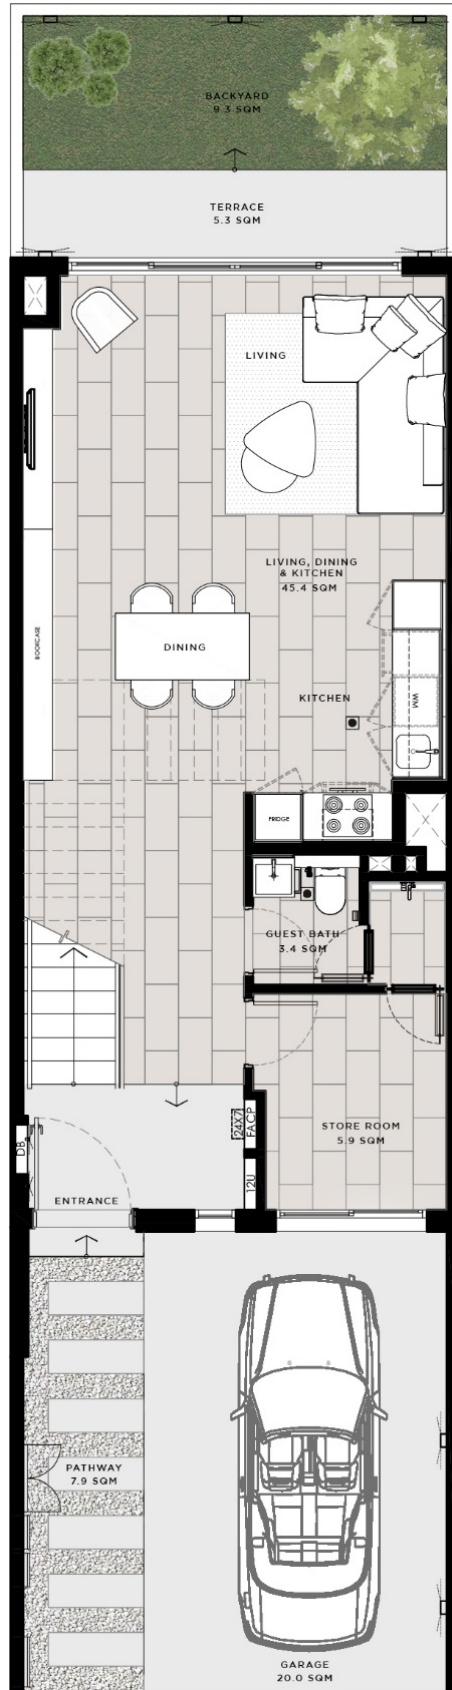 BACKYARD
9.3 SQM
TERRACE
5.3 SQM
LIVING
LIVING, DINING
& KITCHEN
45.4 SQM
BOOKCASE
DINING
KITCHEN
WM
FRIDGE
GUEST BATH
3.4 SQM
STORE ROOM
5.9 SQM
24X7
FACP
DB
12U
ENTRANCE
PATHWAY
7.9 SQM
GARAGE
20.0 SQM